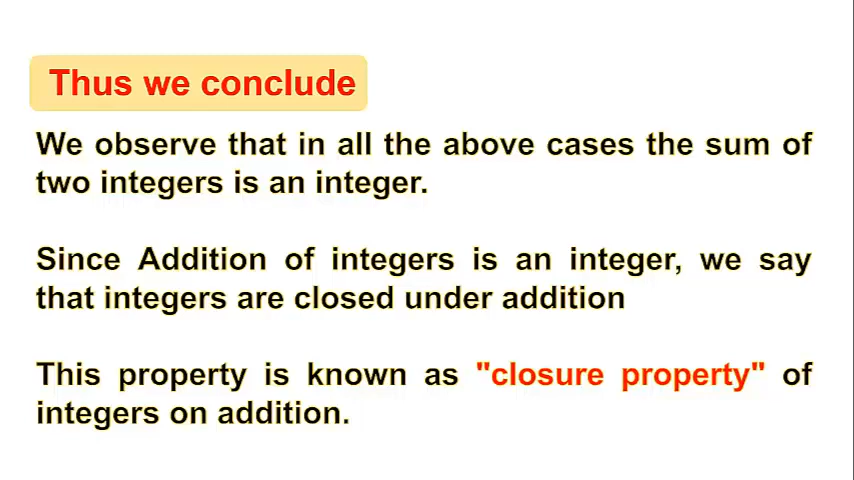 Thus we conclude
We observe that in all the above cases the sum of
two integers is an integer.
Since Addition of integers is an integer, we say
that integers are closed under addition
This property is known as "closure property" of
integers on addition.